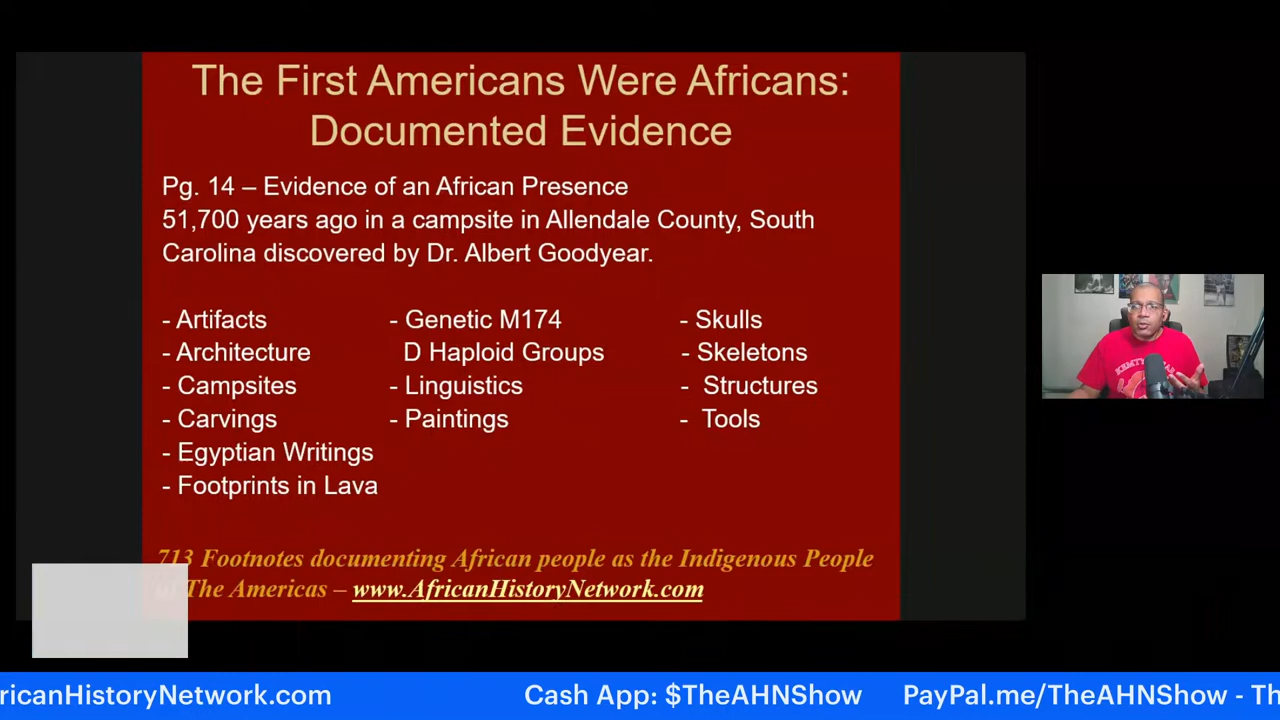 The First Americans Were Africans:
Documented Evidence
Pg. 14 – Evidence of an African Presence
51,700 years ago in a campsite in Allendale County, South
Carolina discovered by Dr. Albert Goodyear.
- Artifacts
- Architecture
- Campsites
- Carvings
- Egyptian Writings
- Footprints in Lava
- Genetic M174
D Haploid Groups
- Linguistics
- Paintings
- Skulls
- Skeletons
- Structures
- Tools
713 Footnotes documenting African people as the Indigenous People
of The Americas – www.AfricanHistoryNetwork.com
ricanHistoryNetwork.com Cash App: $TheAHNShow PayPal.me/TheAHNShow - Th